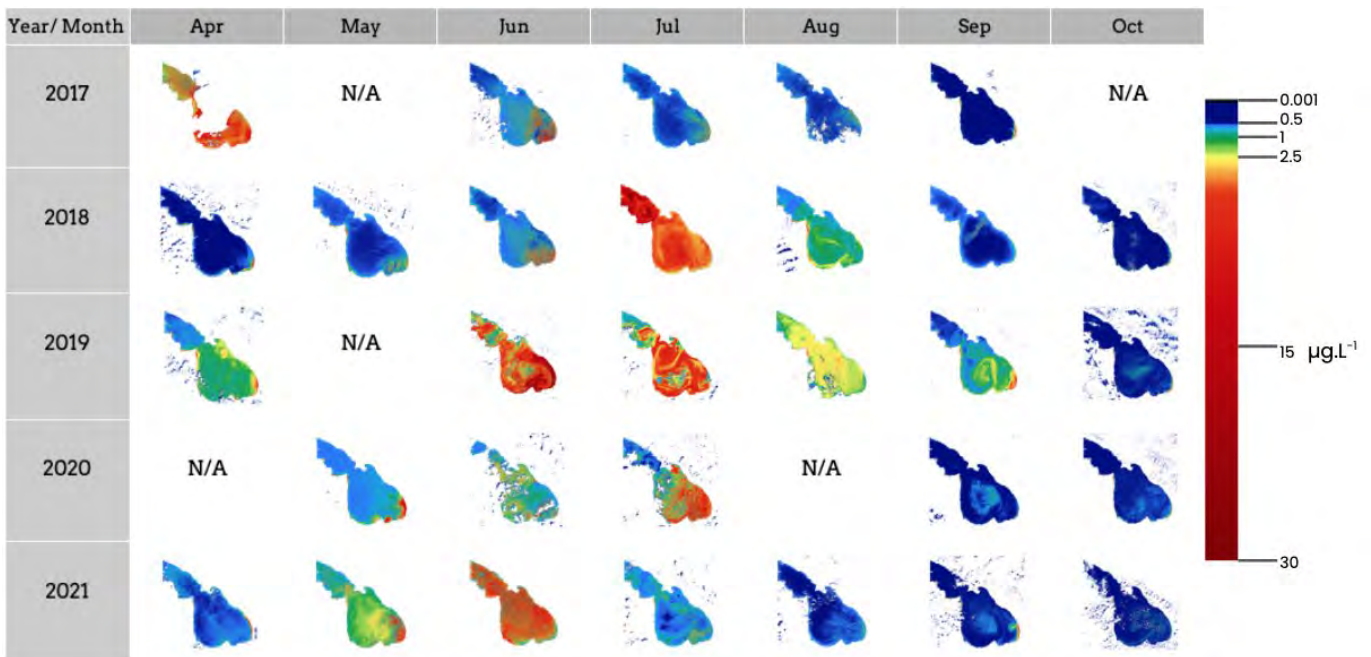 Year/ Month Apr May Jun Jul Aug Sep Oct
2017 N/A N/A
2018
2019 N/A
2020 N/A N/A
2021
0.001
0.5
1
2.5
15 µg.L⁻¹
30